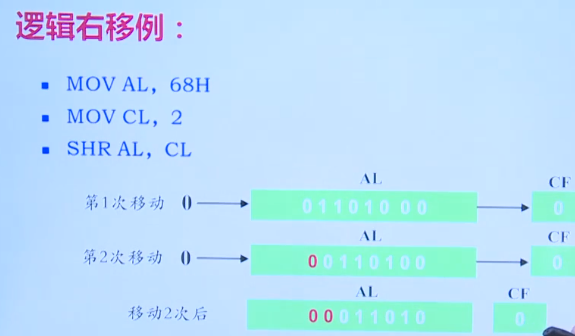 逻辑右移例：
▪ MOV AL，68H
▪ MOV CL，2
▪ SHR AL，CL
AL CF
第1次移动 0 01101000 0
AL CF
第2次移动 0 00110100 0
AL CF
移动2次后 00011010 0